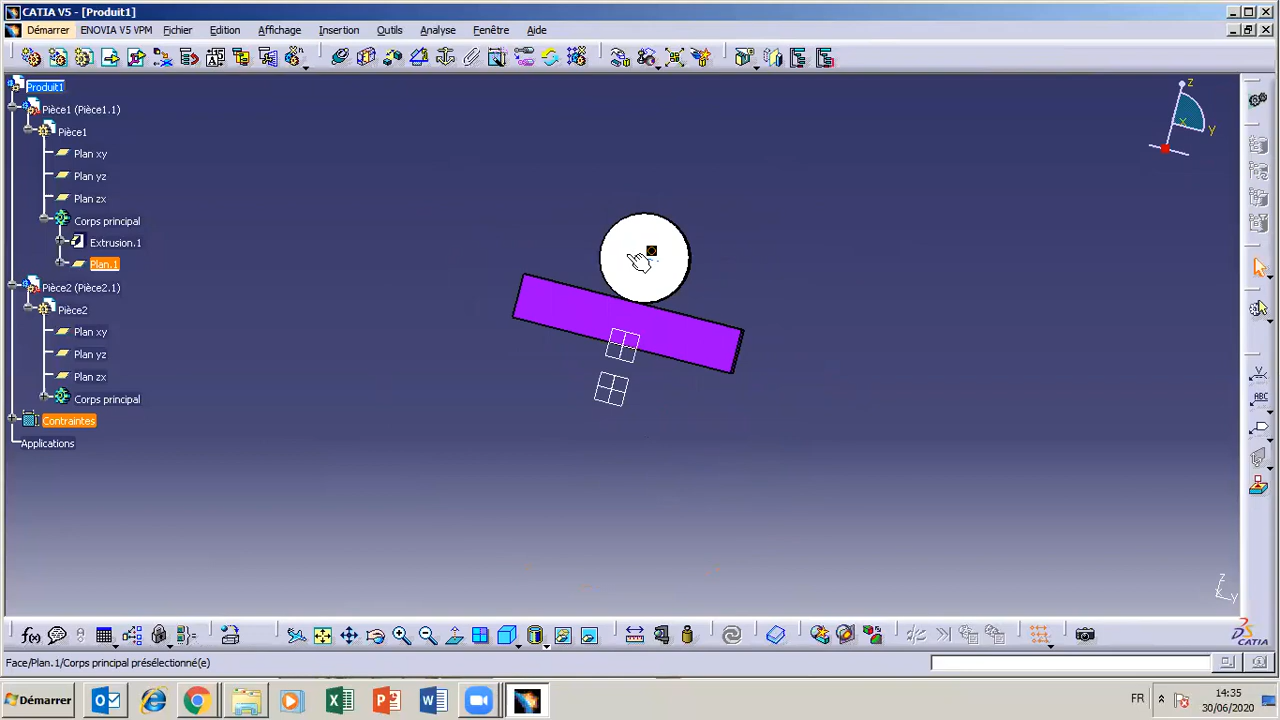 CATIA V5 - [Produit1]
Démarrer ENOVIA V5 VPM Fichier Edition Affichage Insertion Outils Analyse Fenêtre Aide
Produit1
Pièce1 (Pièce1.1)
Pièce1
Plan xy
Plan yz
Plan zx
Corps principal
Extrusion.1
Plan.1
Pièce2 (Pièce2.1)
Pièce2
Plan xy
Plan yz
Plan zx
Corps principal
Contraintes
Applications
z
x
y
ABC
z
y
f(x)
DS CATIA
Face/Plan.1/Corps principal présélectionné(e)
Démarrer
FR
14:35
30/06/2020